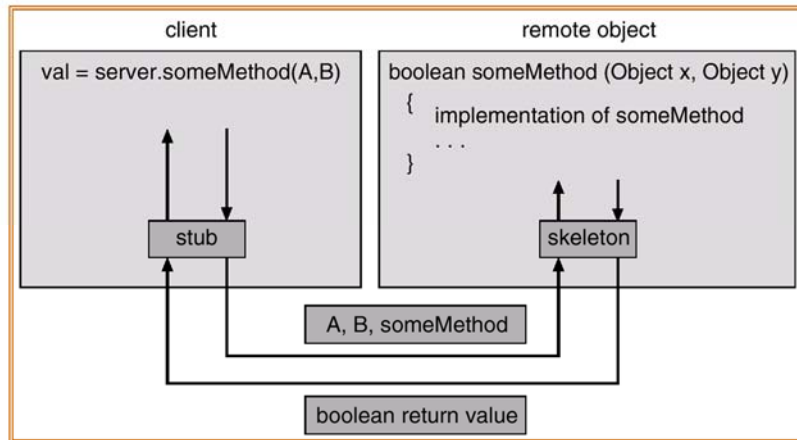 client
remote object
val = server.someMethod(A,B)
boolean someMethod (Object x, Object y)
{
implementation of someMethod
. . .
}
stub
skeleton
A, B, someMethod
boolean return value